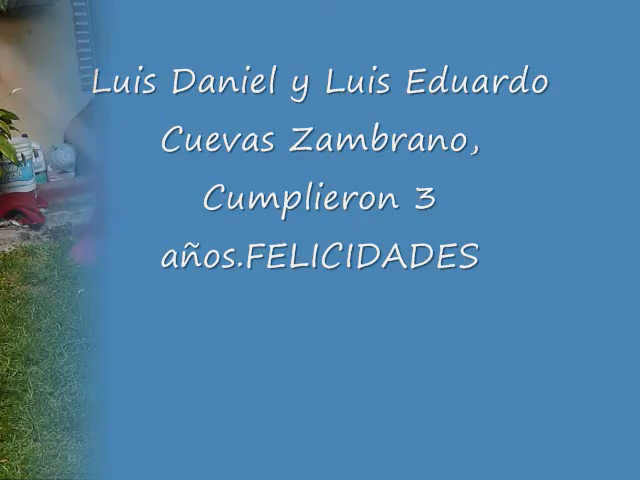 Luis Daniel y Luis Eduardo
Cuevas Zambrano,
Cumplieron 3
años.FELICIDADES